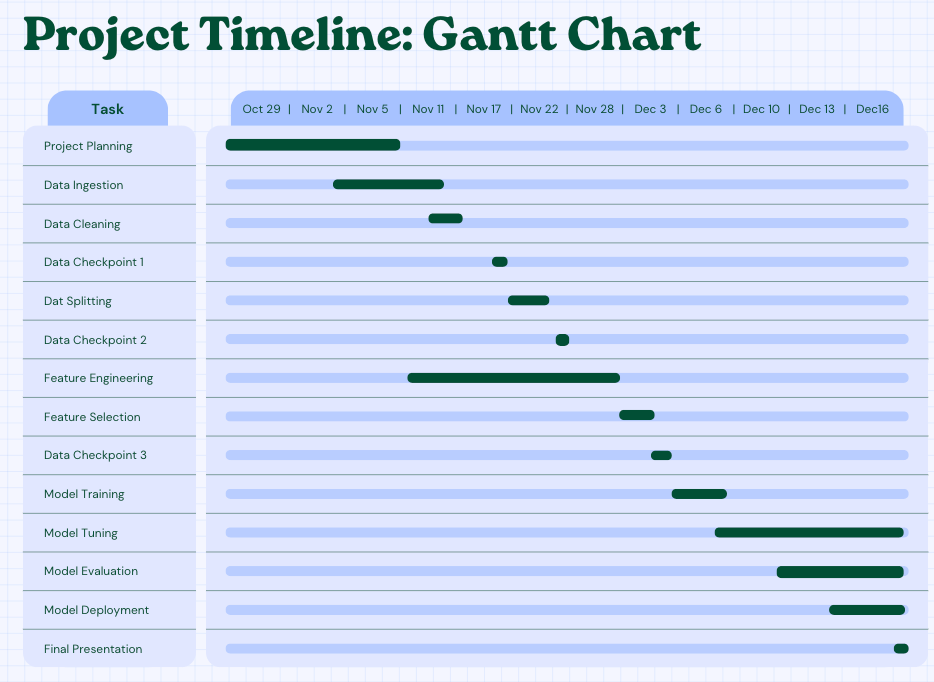 Project Timeline: Gantt Chart
Task
Oct 29 | Nov 2 | Nov 5 | Nov 11 | Nov 17 | Nov 22 | Nov 28 | Dec 3 | Dec 6 | Dec 10 | Dec 13 | Dec16
Project Planning
Data Ingestion
Data Cleaning
Data Checkpoint 1
Dat Splitting
Data Checkpoint 2
Feature Engineering
Feature Selection
Data Checkpoint 3
Model Training
Model Tuning
Model Evaluation
Model Deployment
Final Presentation